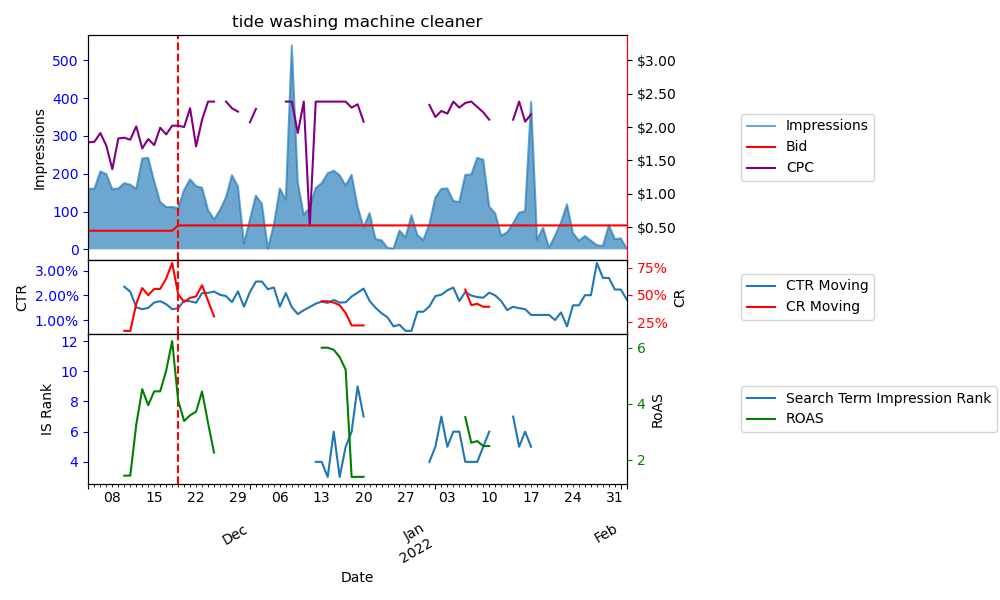 tide washing machine cleaner
Impressions
500
400
300
200
100
0
$3.00
$2.50
$2.00
$1.50
$1.00
$0.50
Impressions
Bid
CPC
CTR
3.00%
2.00%
1.00%
75%
50%
25%
CR
CTR Moving
CR Moving
IS Rank
12
10
8
6
4
6
4
2
RoAS
Search Term Impression Rank
ROAS
08 15 22 29 06 13 20 27 03 10 17 24 31
Dec
Jan
2022
Feb
Date